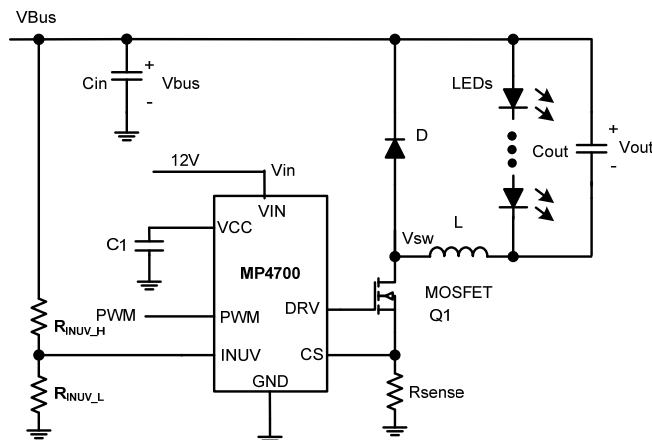 VBus
Cin
+
Vbus
-
LEDs
D
Cout
+
Vout
-
12V
Vin
VIN
VCC
C1
MP4700
Vsw
L
DRV
MOSFET
Q1
PWM
PWM
RINUV_H
INUV
CS
GND
RINUV_L
Rsense